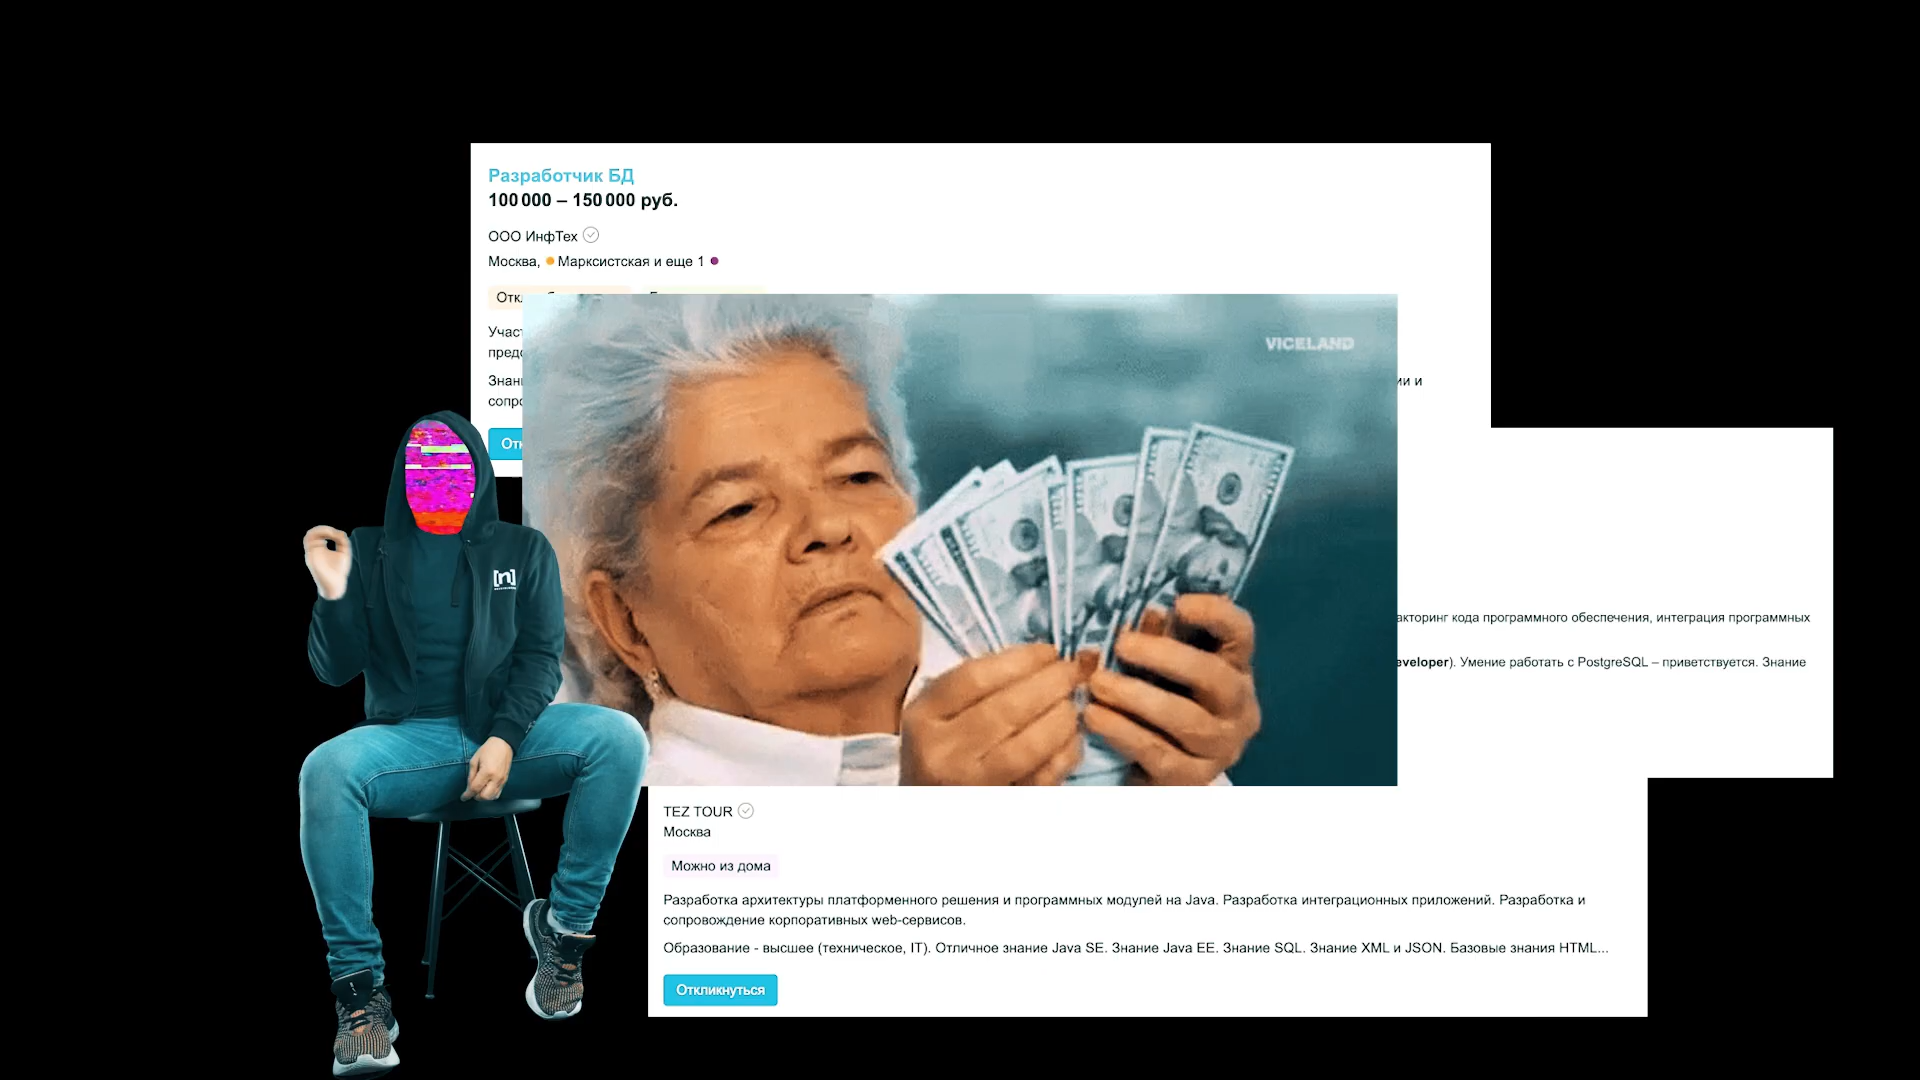 Разработчик БД
100 000 – 150 000 руб.
ООО ИнфТех
Москва, Марксистская и еще 1
VICELAND
[n]
акторинг кода программного обеспечения, интеграция программных
eveloper). Умение работать с PostgreSQL – приветствуется. Знание
TEZ TOUR
Москва
Можно из дома
Разработка архитектуры платформенного решения и программных модулей на Java. Разработка интеграционных приложений. Разработка и
сопровождение корпоративных web-сервисов.
Образование - высшее (техническое, IT). Отличное знание Java SE. Знание Java EE. Знание SQL. Знание XML и JSON. Базовые знания HTML...
Откликнуться